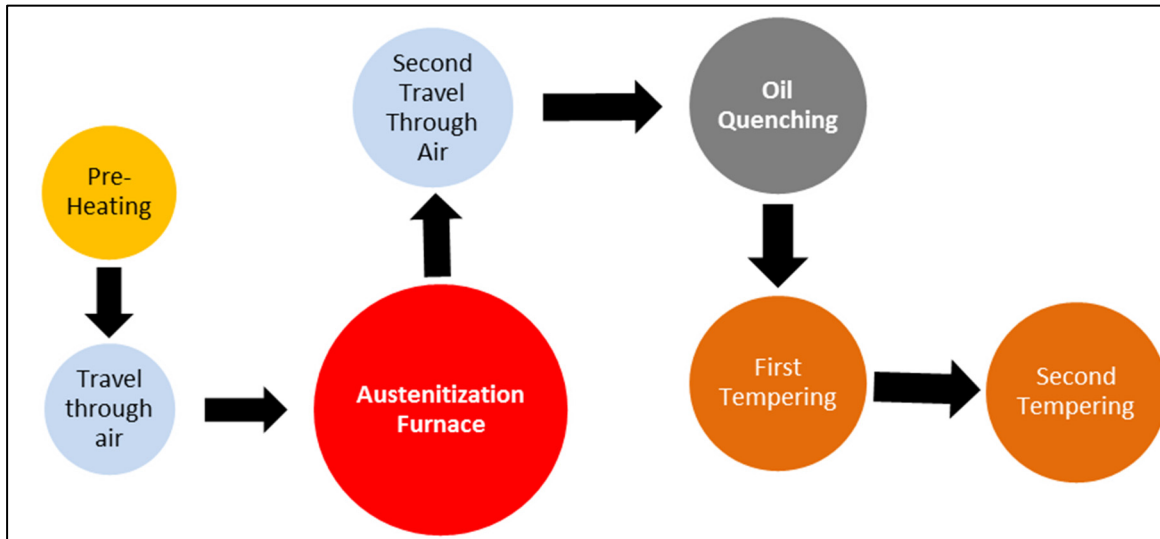 Pre-
Heating
Travel
through
air
Austenitization
Furnace
Second
Travel
Through
Air
Oil
Quenching
First
Tempering
Second
Tempering